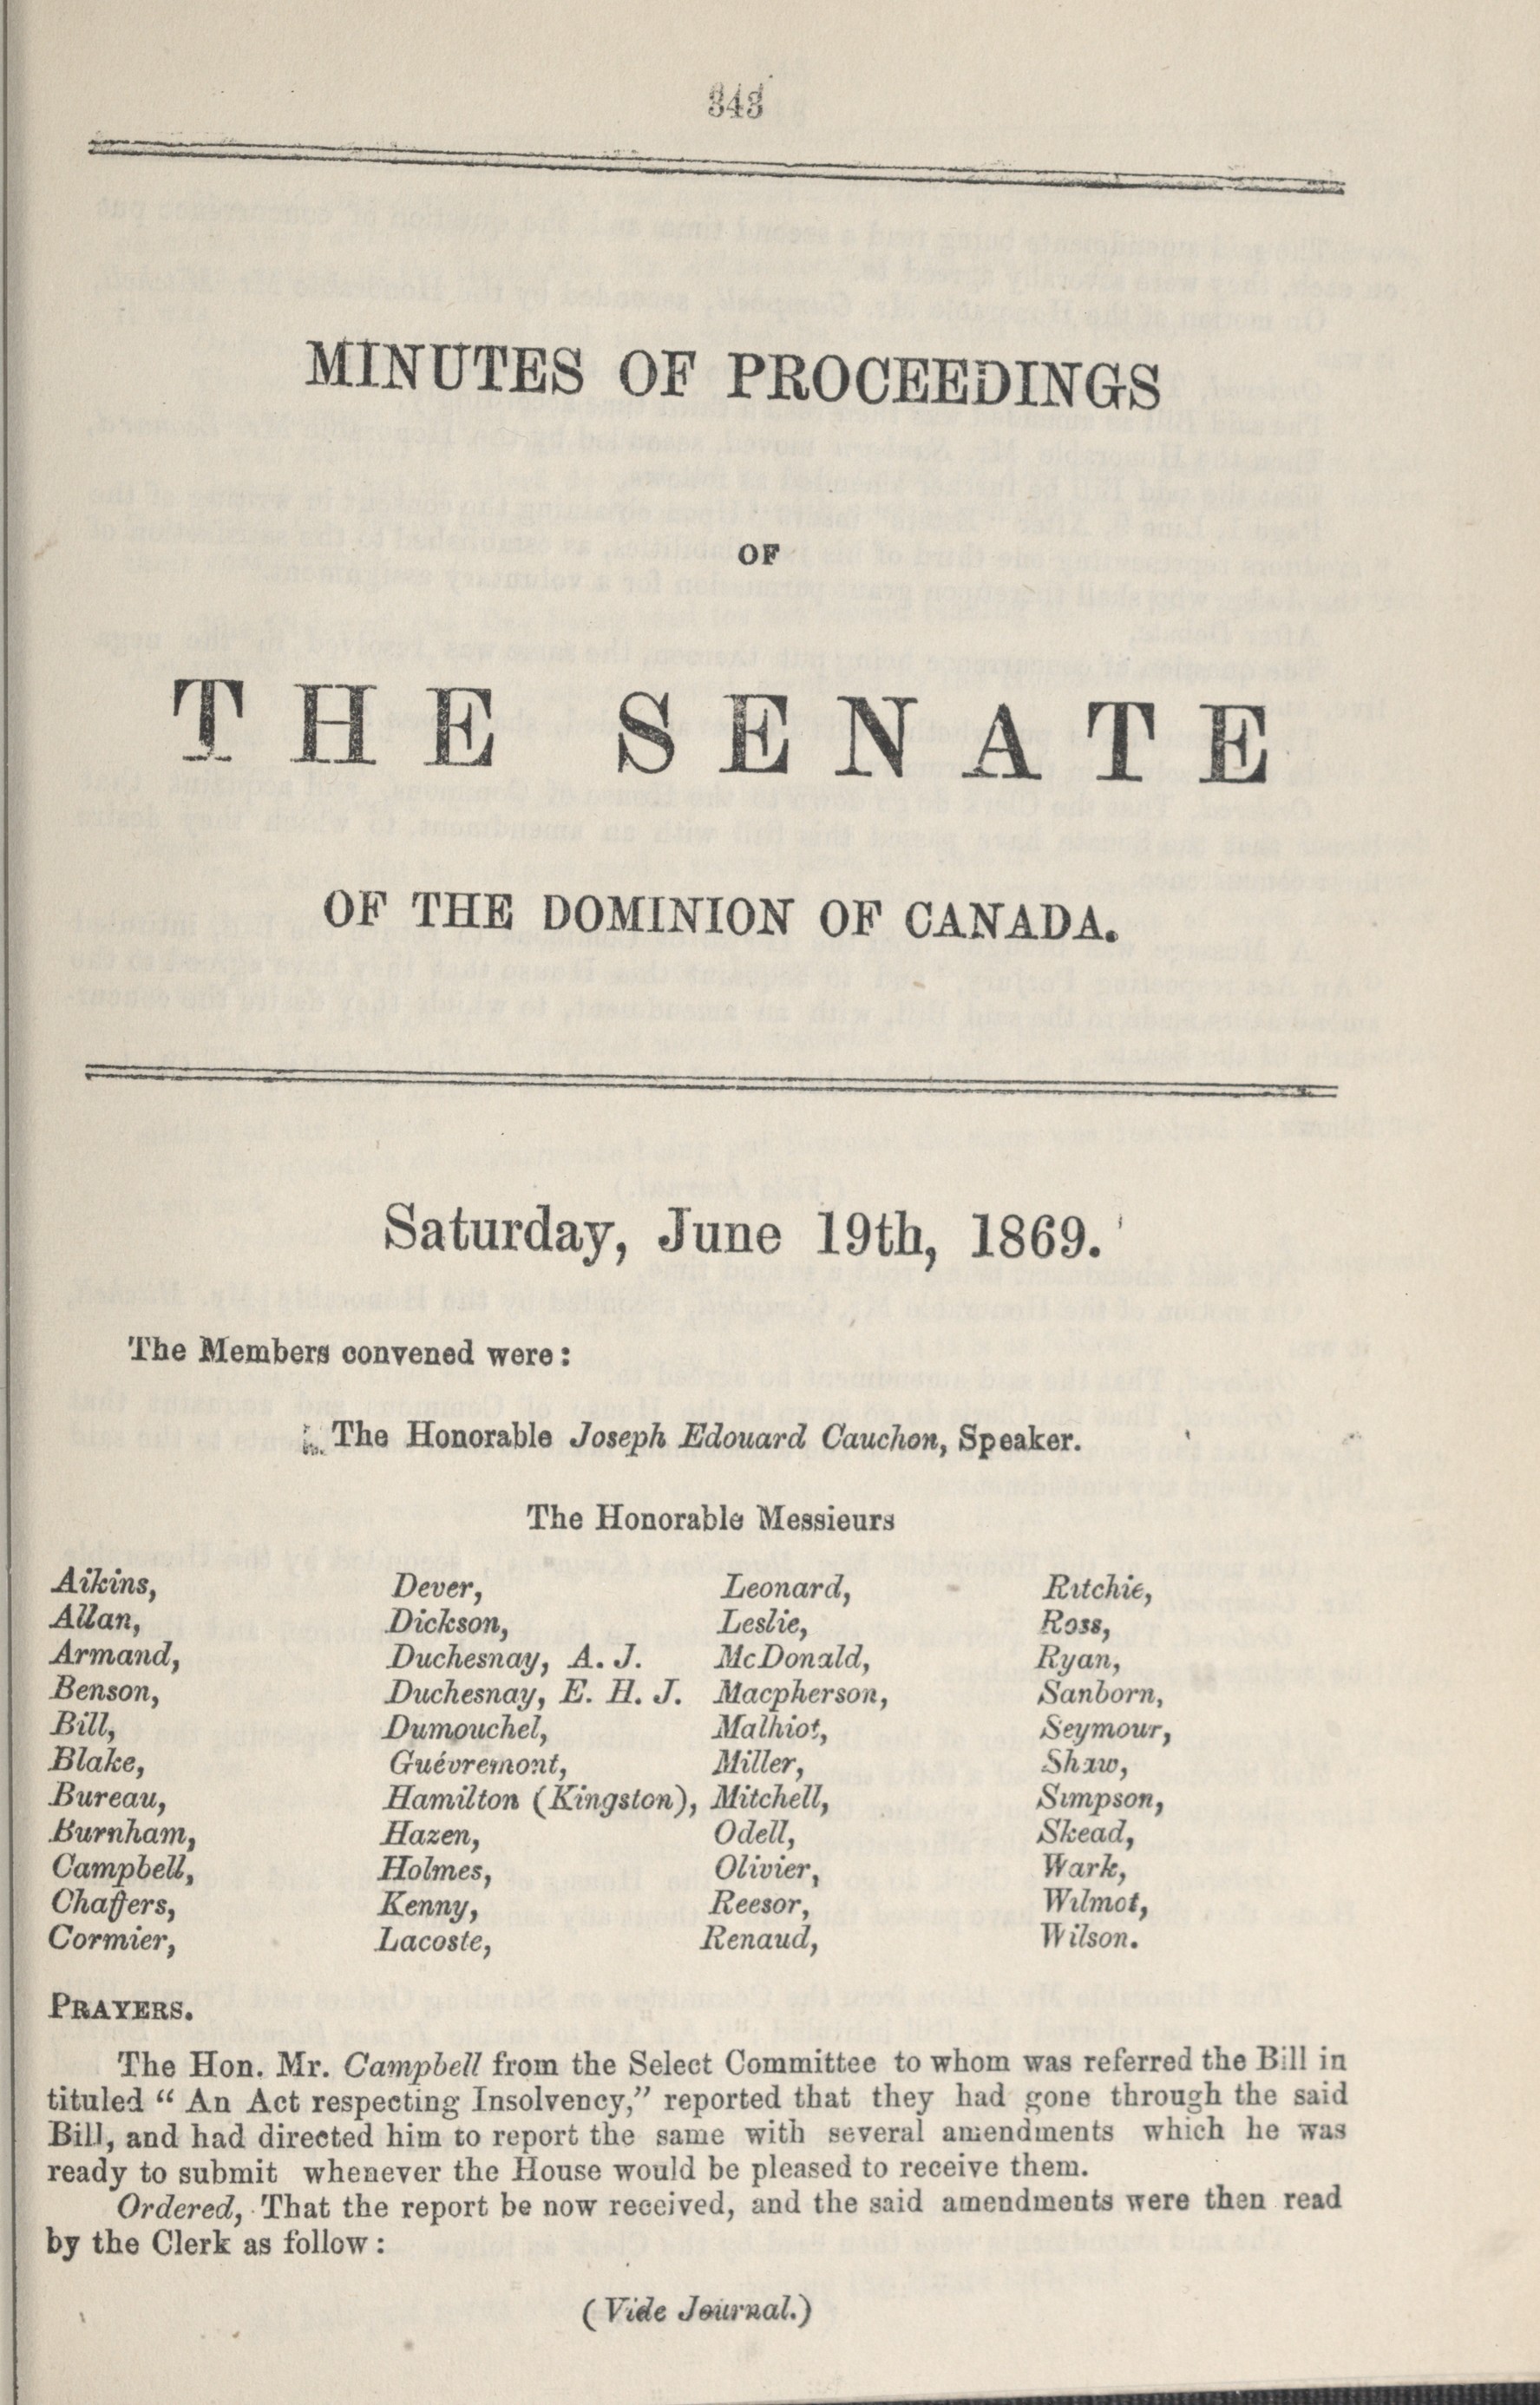 343
MINUTES OF PROCEEDINGS
OF
THE SENATE
OF THE DOMINION OF CANADA.
Saturday, June 19th, 1869.
The Members convened were:
The Honorable Joseph Edouard Cauchon, Speaker.
The Honorable Messieurs
Aikins, Dever, Leonard, Ritchie,
Allan, Dickson, Leslie, Ross,
Armand, Duchesnay, A. J. McDonald, Ryan,
Benson, Duchesnay, E. H. J. Macpherson, Sanborn,
Bill, Dumouchel, Malhiot, Seymour,
Blake, Guévremont, Miller, Shaw,
Bureau, Hamilton (Kingston), Mitchell, Simpson,
Burnham, Hazen, Odell, Skead,
Campbell, Holmes, Olivier, Wark,
Chaffers, Kenny, Reesor, Wilmot,
Cormier, Lacoste, Renaud, Wilson.
PRAYERS.
The Hon. Mr. Campbell from the Select Committee to whom was referred the Bill in
tituled “ An Act respecting Insolvency,” reported that they had gone through the said
Bill, and had directed him to report the same with several amendments which he was
ready to submit whenever the House would be pleased to receive them.
Ordered, That the report be now received, and the said amendments were then read
by the Clerk as follow:
(Vide Journal.)